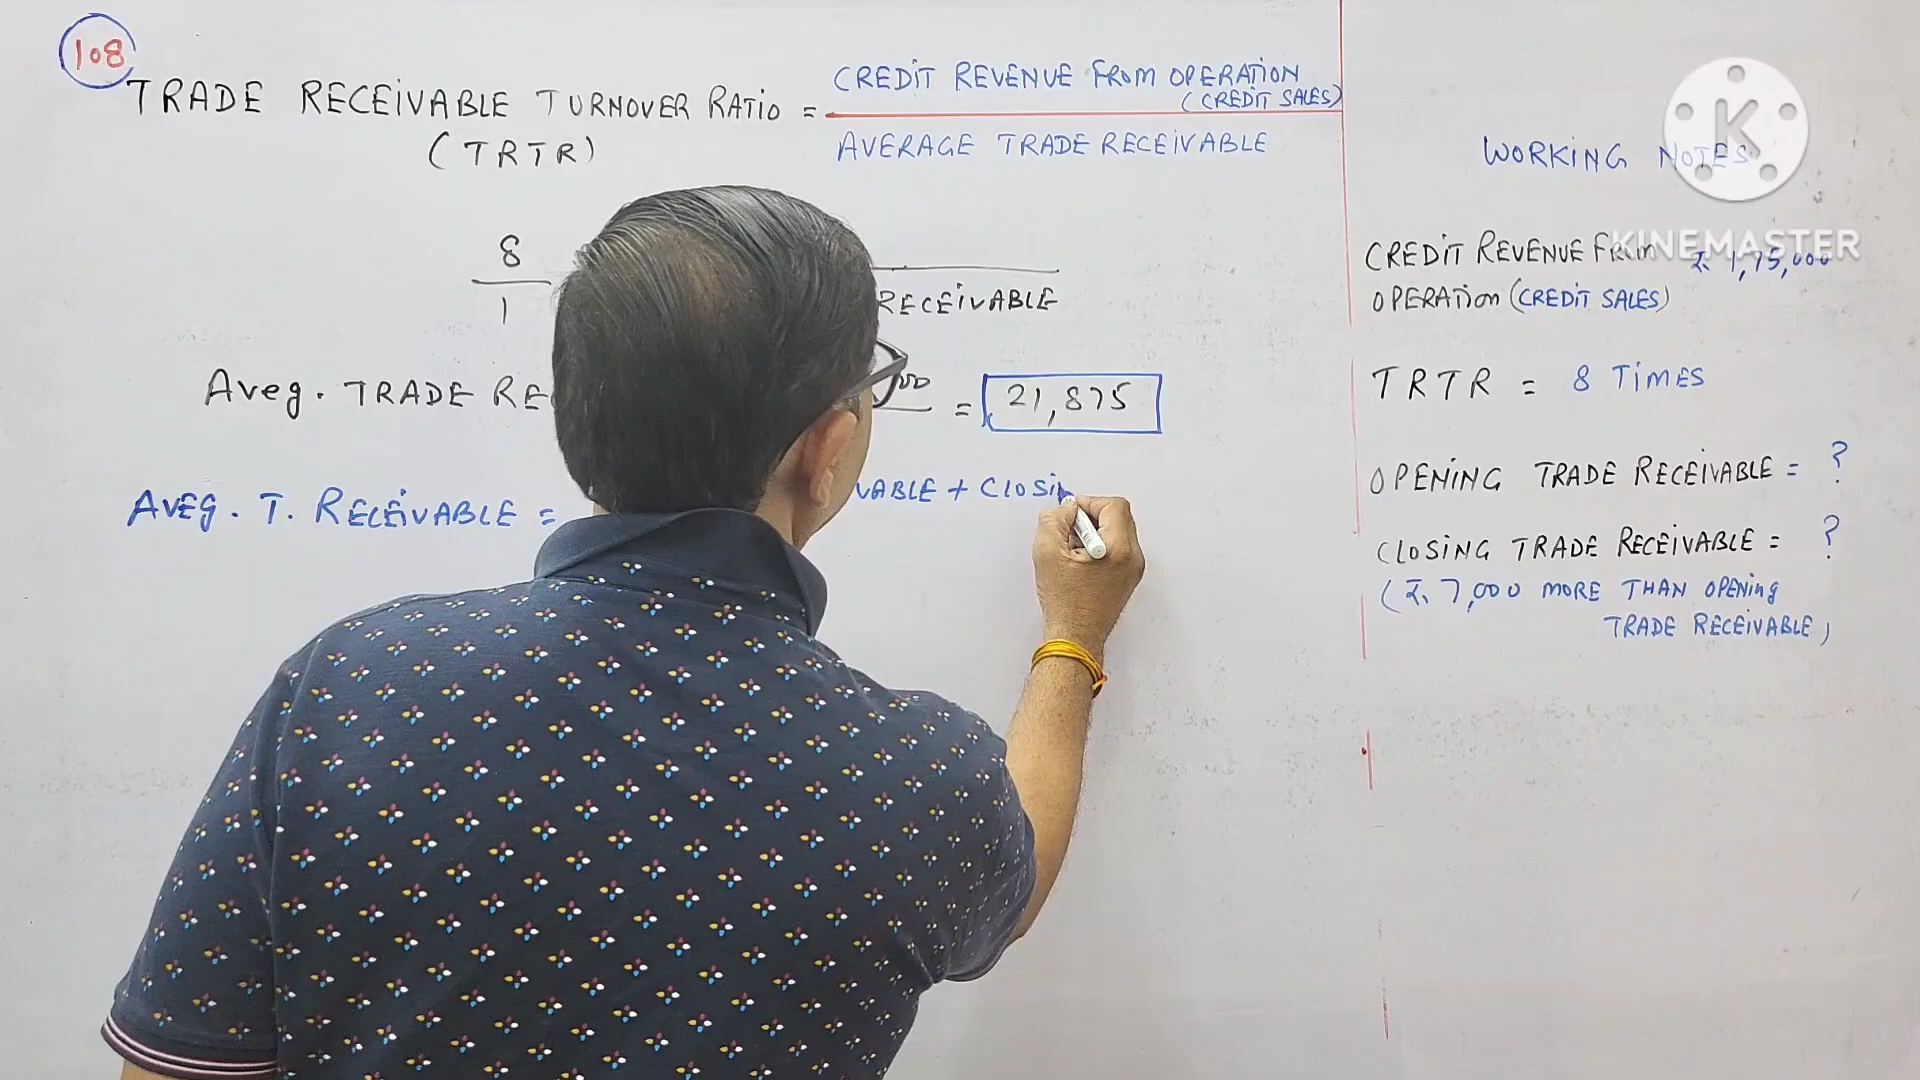 108
TRADE RECEIVABLE TURNOVER RATIO = CREDIT REVENUE FROM OPERATION
(CREDIT SALES)
(TRTR)
AVERAGE TRADE RECEIVABLE
8
1
RECEIVABLE
Aveg. TRADE RE
= 21,875
AVEG. T. RECEIVABLE =
VABLE + CLOSI
WORKING NOTES
K
KINEMASTER
CREDIT REVENUE FROM ₹. 1,75,000
OPERATION (CREDIT SALES)
TRTR = 8 TIMES
OPENING TRADE RECEIVABLE = ?
CLOSING TRADE RECEIVABLE = ?
(₹. 7,000 MORE THAN OPENING
TRADE RECEIVABLE)